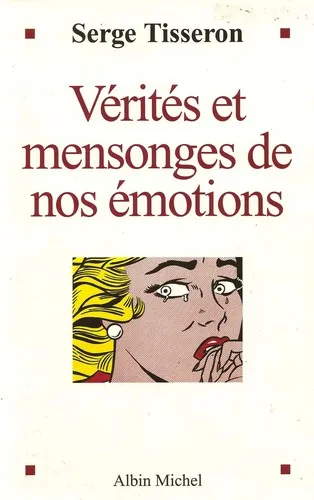 Serge Tisseron
Vérités et
mensonges de
nos émotions
Albin Michel